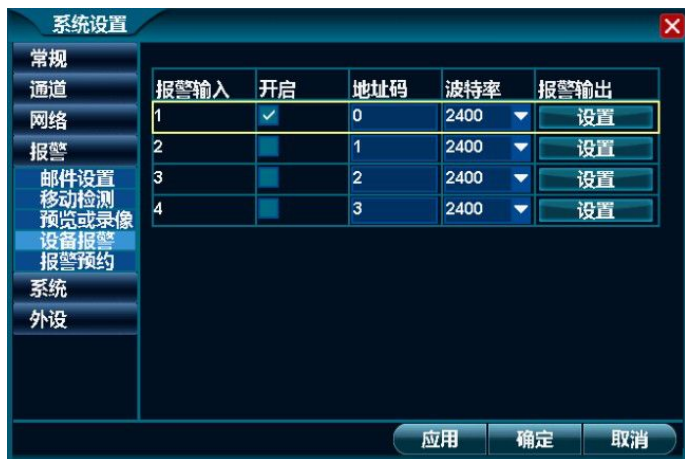 系统设置
常规
通道
网络
报警
邮件设置
移动检测
预览或录像
设备报警
报警预约
系统
外设
报警输入 开启 地址码 波特率 报警输出
1 0 2400 设置
2 1 2400 设置
3 2 2400 设置
4 3 2400 设置
应用 确定 取消